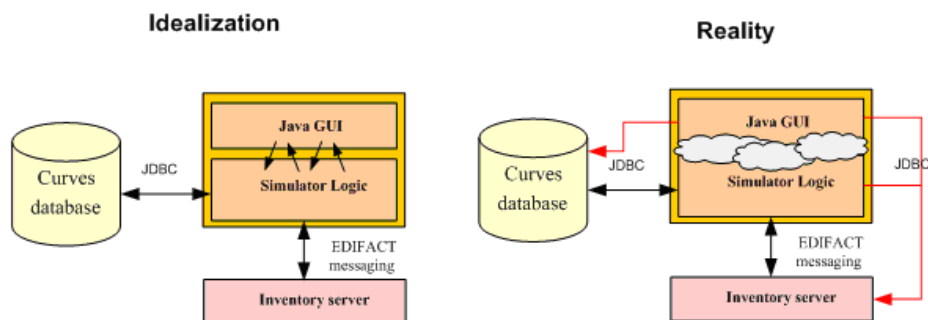 Idealization
Java GUI
JDBC
Curves
database
Simulator Logic
EDIFACT
messaging
Inventory server
Reality
Java GUI
JDBC
JDBC
Curves
database
Simulator Logic
EDIFACT
messaging
Inventory server